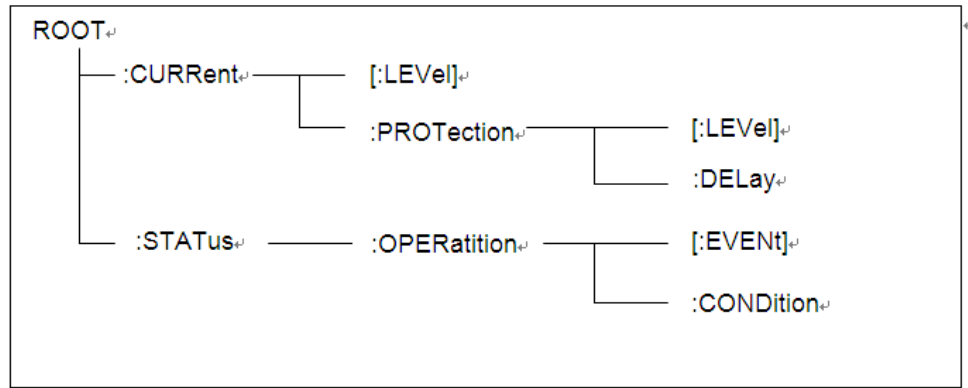 ROOT
:CURRent [:LEVel]
:PROTection [:LEVel]
:DELay
:STATus :OPERatition [:EVENt]
:CONDition